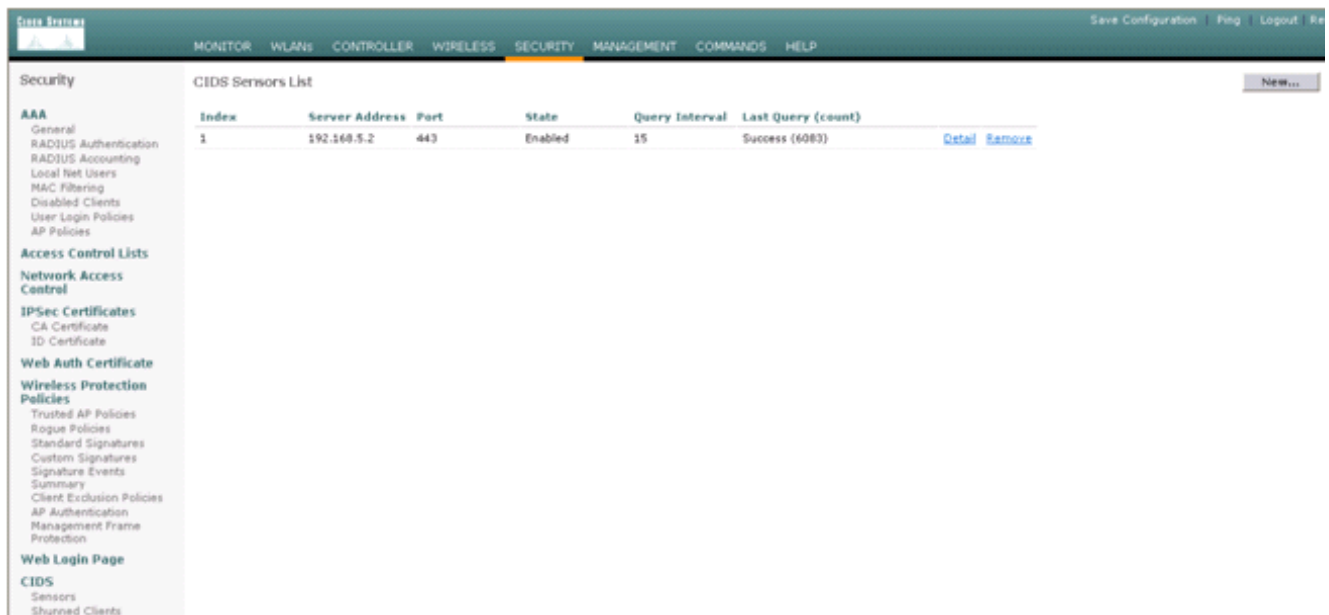 CISCO SYSTEMS
Save Configuration | Ping | Logout | Re
MONITOR WLANs CONTROLLER WIRELESS SECURITY MANAGEMENT COMMANDS HELP
Security
CIDS Sensors List
New...
Index Server Address Port State Query Interval Last Query (count)
1 192.168.5.2 443 Enabled 15 Success (6083) Detail Remove
AAA
General
RADIUS Authentication
RADIUS Accounting
Local Net Users
MAC Filtering
Disabled Clients
User Login Policies
AP Policies
Access Control Lists
Network Access
Control
IPSec Certificates
CA Certificate
ID Certificate
Web Auth Certificate
Wireless Protection
Policies
Trusted AP Policies
Rogue Policies
Standard Signatures
Custom Signatures
Signature Events
Summary
Client Exclusion Policies
AP Authentication
Management Frame
Protection
Web Login Page
CIDS
Sensors
Shunned Clients